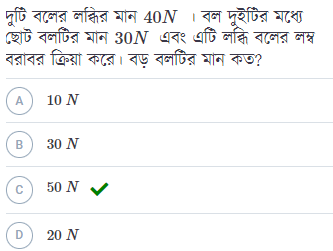 দুটি বলের লব্ধির মান 40N । বল দুইটির মধ্যে
ছোট বলটির মান 30N এবং এটি লব্ধি বলের লম্ব
বরাবর ক্রিয়া করে। বড় বলটির মান কত?
A 10 N
B 30 N
C 50 N
D 20 N